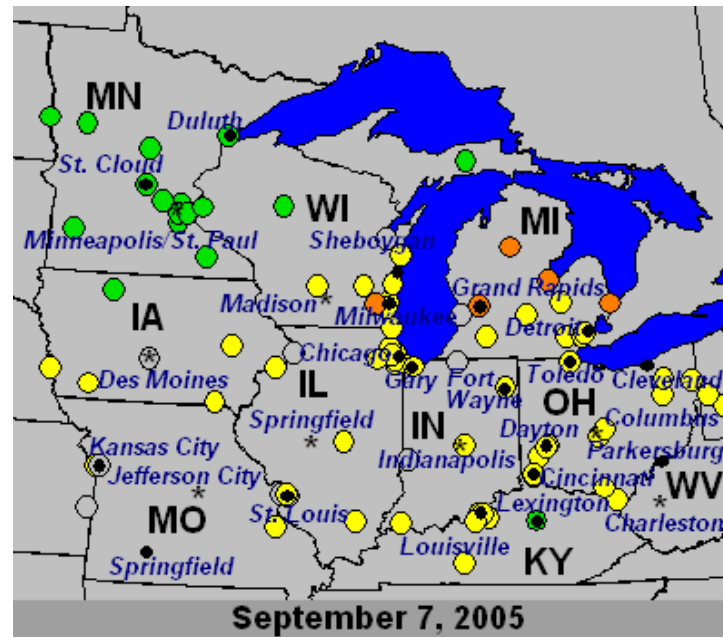 MN
Duluth
St. Cloud
WI
MI
Minneapolis/St. Paul
Sheboygan
Grand Rapids
Madison
Milwaukee
IA
Detroit
Chicago
Des Moines
Gary
Fort
Wayne
Toledo
Cleveland
IL
OH
Springfield
IN
Columbus
Dayton
Kansas City
Indianapolis
Parkersburg
Jefferson City
Cincinnati
WV
St. Louis
Lexington
Charleston
MO
Louisville
KY
Springfield
September 7, 2005